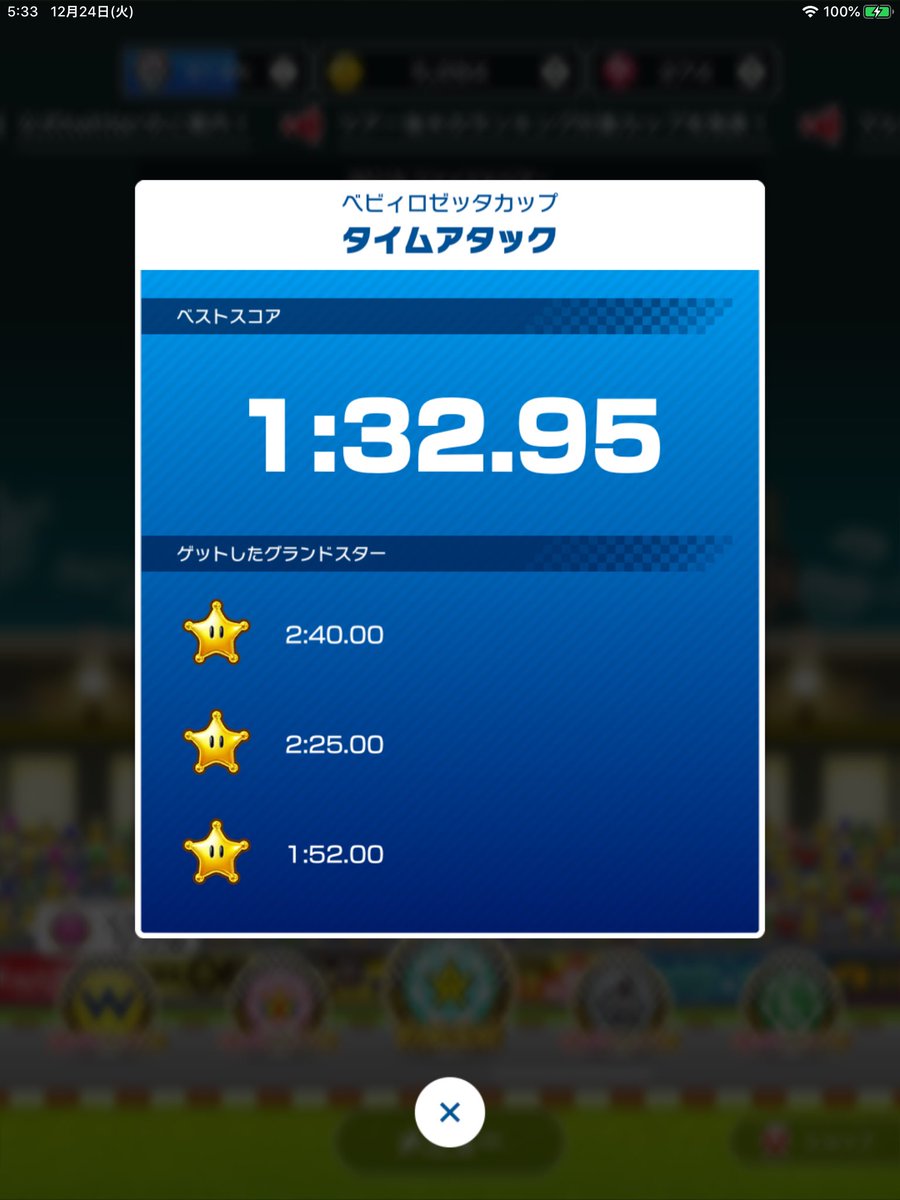 5:33 12月24日(火) 100%
ベビィロゼッタカップ
タイムアタック
ベストスコア
1:32.95
ゲットしたグランドスター
2:40.00
2:25.00
1:52.00